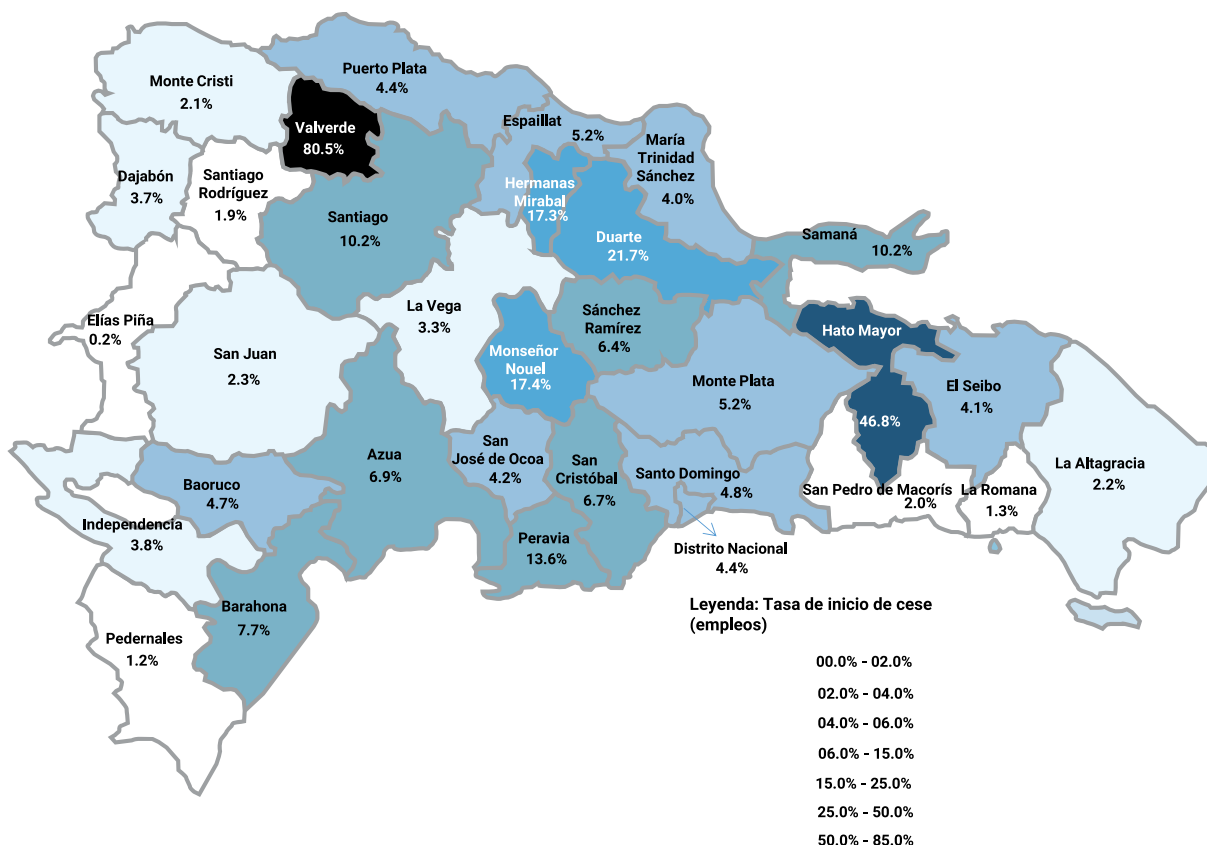 Puerto Plata
4.4%
Monte Cristi
2.1%
Valverde
80.5%
Espaillat
5.2%
María
Trinidad
Sánchez
4.0%
Dajabón
3.7%
Santiago
Rodríguez
1.9%
Hermanas
Mirabal
17.3%
Santiago
10.2%
Duarte
21.7%
Samaná
10.2%
Elías Piña
0.2%
La Vega
3.3%
Sánchez
Ramírez
6.4%
Hato Mayor
46.8%
San Juan
2.3%
Monseñor
Nouel
17.4%
Monte Plata
5.2%
El Seibo
4.1%
Azua
6.9%
San
José de Ocoa
4.2%
San
Cristóbal
6.7%
Santo Domingo
4.8%
San Pedro de Macorís
2.0%
La Romana
1.3%
La Altagracia
2.2%
Baoruco
4.7%
Independencía
3.8%
Peravia
13.6%
Distrito Nacional
4.4%
Barahona
7.7%
Pedernales
1.2%
Leyenda: Tasa de inicio de cese
(empleos)
00.0% - 02.0%
02.0% - 04.0%
04.0% - 06.0%
06.0% - 15.0%
15.0% - 25.0%
25.0% - 50.0%
50.0% - 85.0%